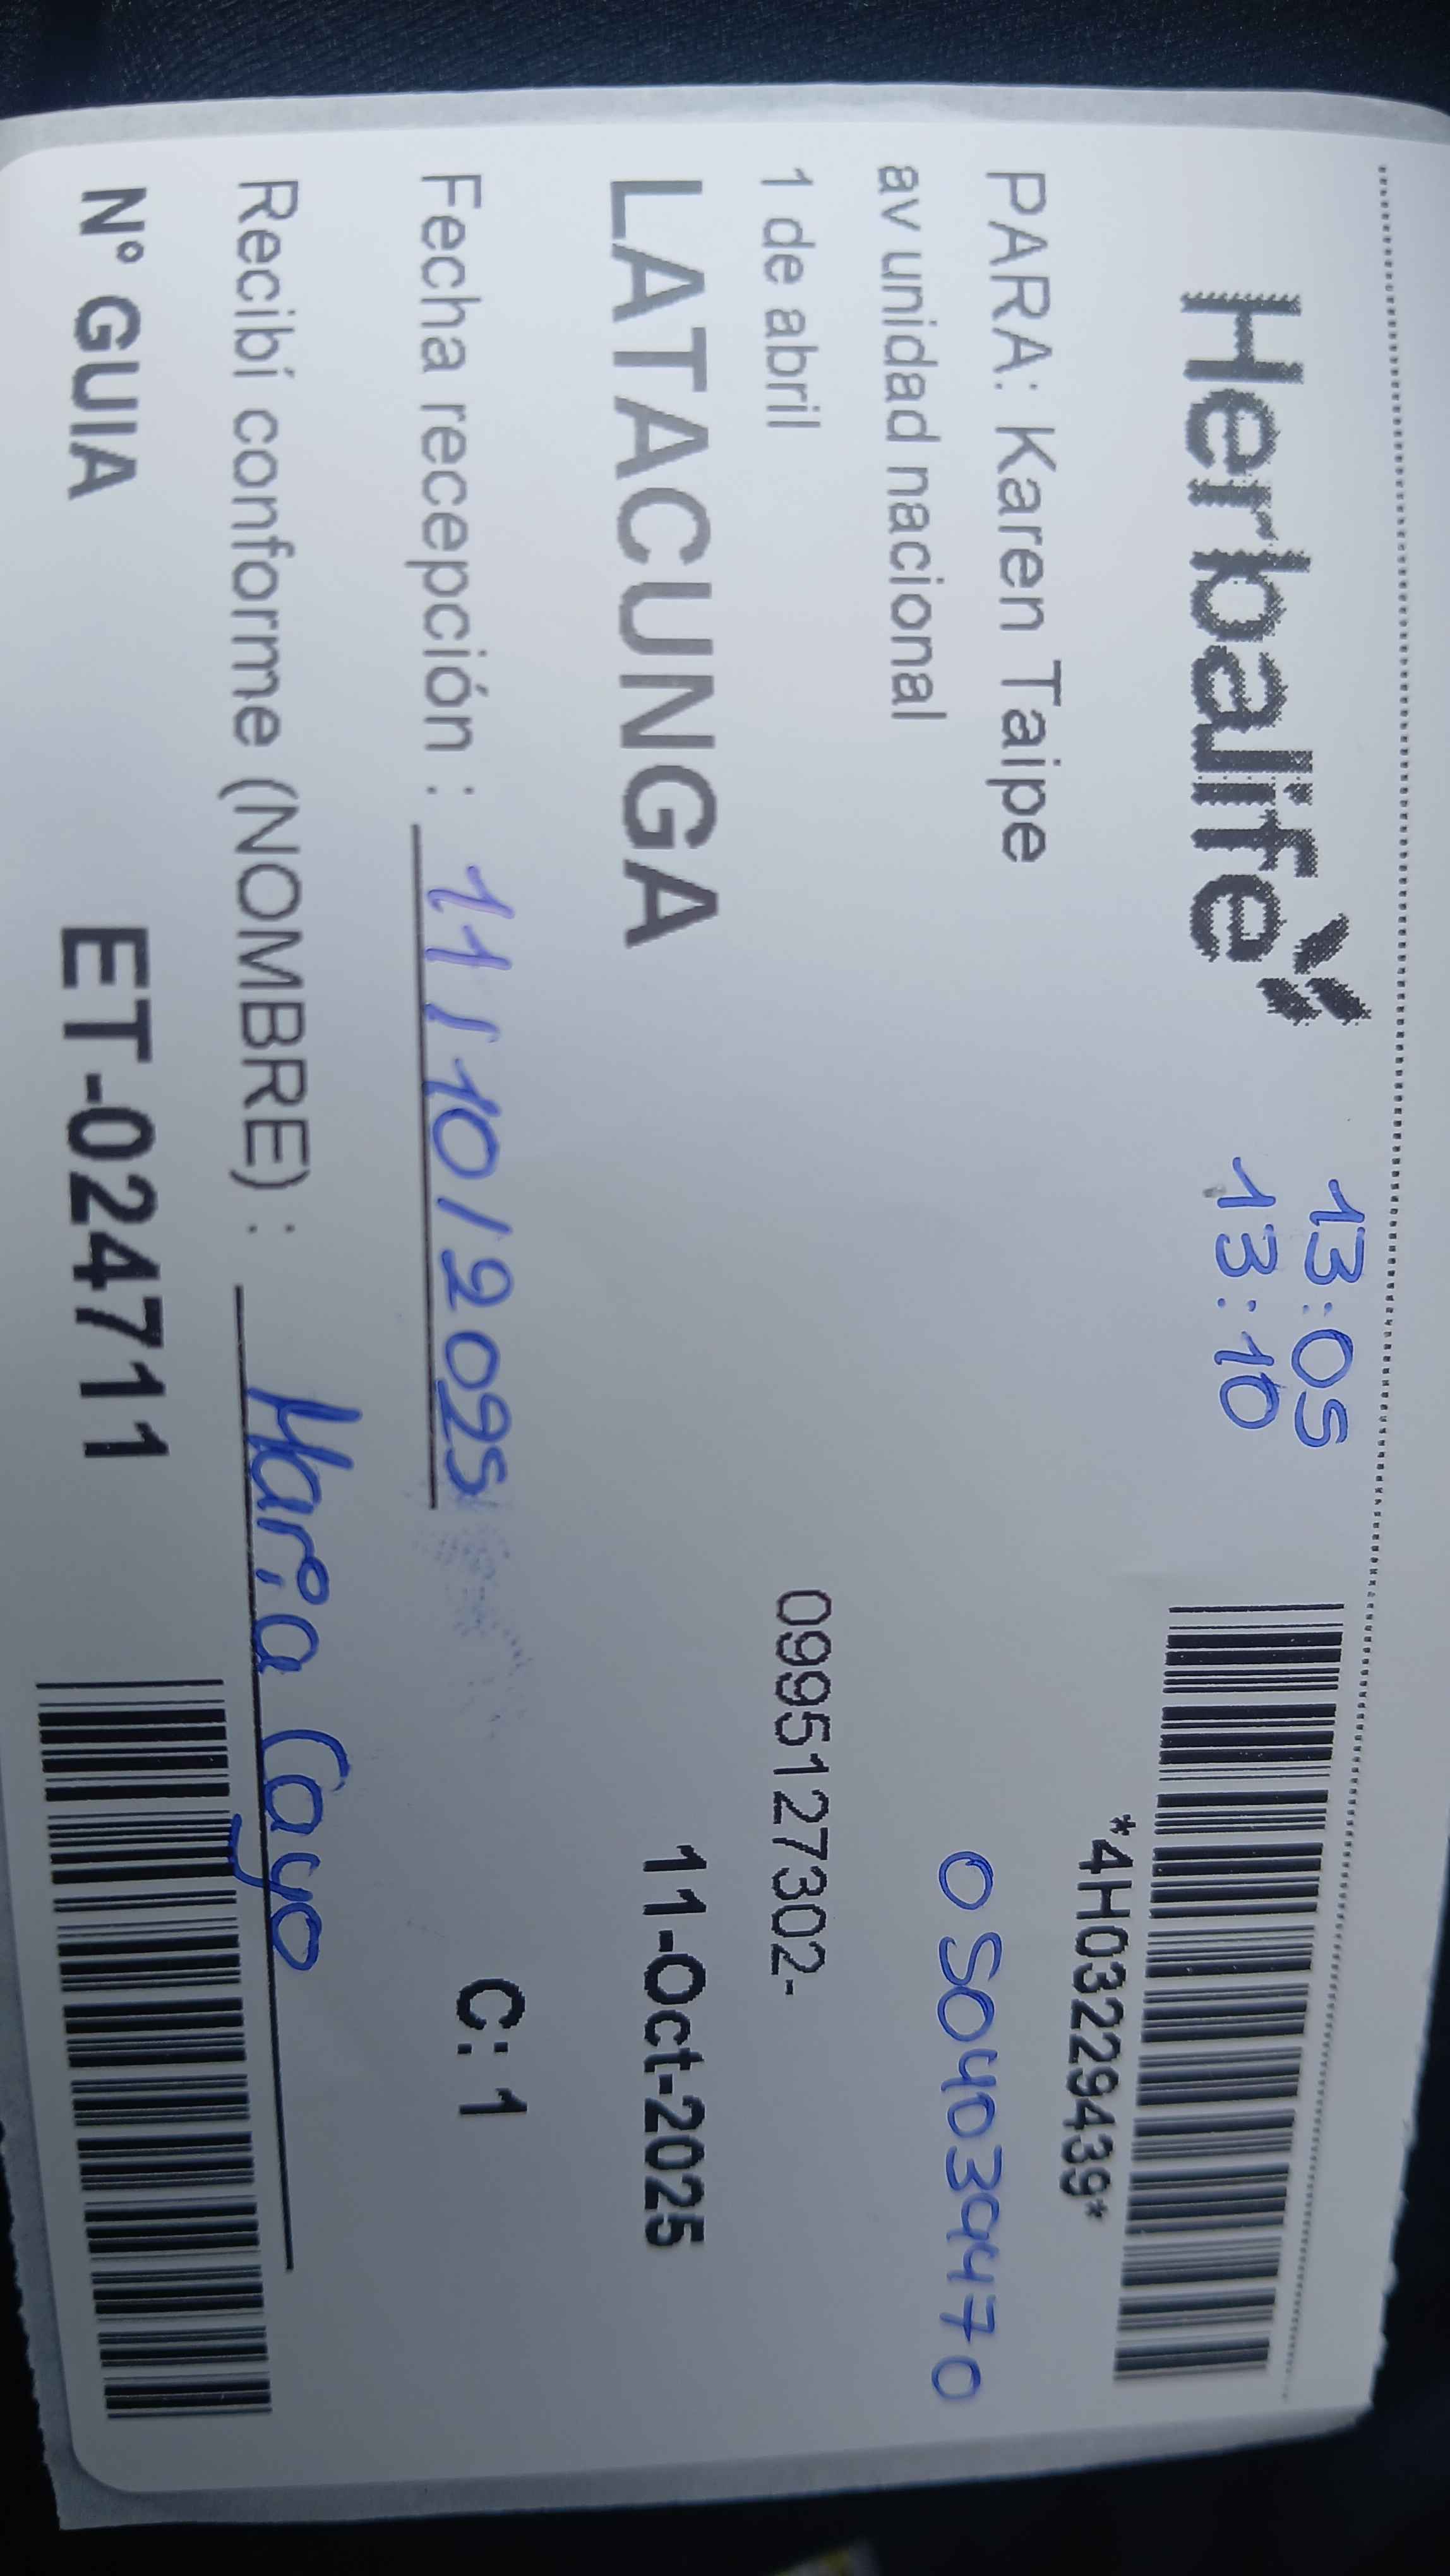 Herbalife
13:05
13:10
*4H03229439*
PARA: Karen Taipe
av unidad nacional
0504039470
1 de abril
0995127302-
LATACUNGA
11-Oct-2025
Fecha recepción : 11/10/2025
C: 1
Recibí conforme (NOMBRE) : Maria Cayo
N° GUIA
ET-024711